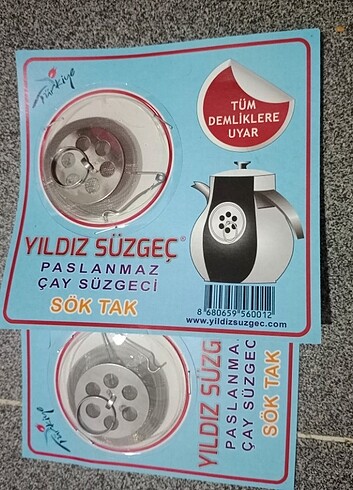 Türkiye
TÜM
DEMLİKLERE
UYAR
YILDIZ SÜZGEÇ®
PASLANMAZ
ÇAY SÜZGECİ
SÖK TAK
8 680659 560012
www.yildizsuzgec.com
Türkiye
YILDIZ SÜZG
PASLANMA
ÇAY SÜZGEC
SÖK TAK